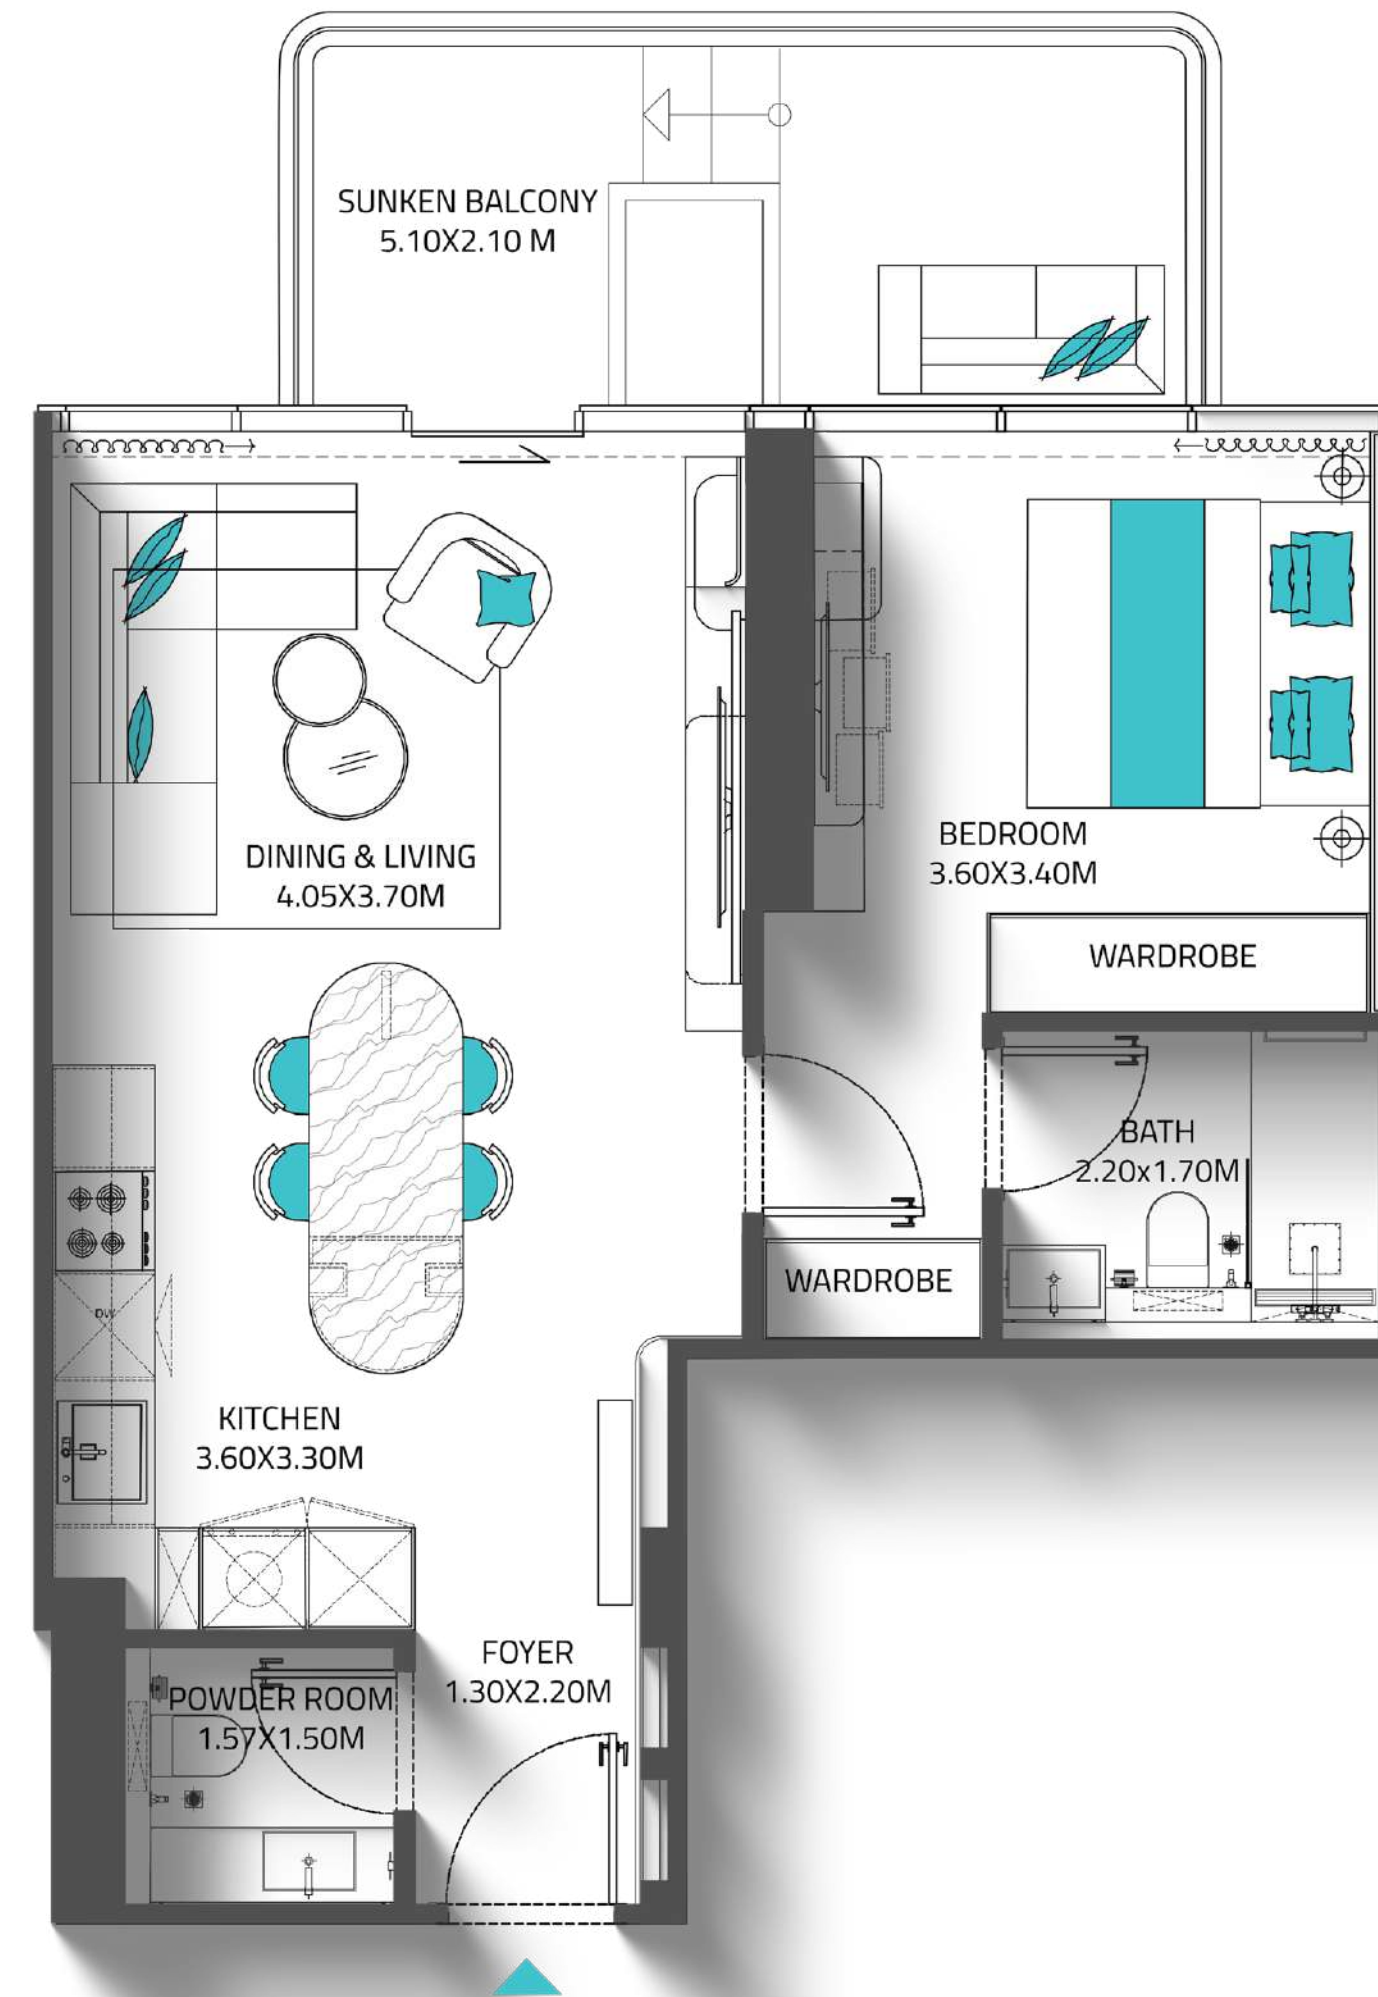 SUNKEN BALCONY
5.10X2.10 M
DINING & LIVING
4.05X3.70M
BEDROOM
3.60X3.40M
WARDROBE
BATH
2.20x1.70M
WARDROBE
DW
KITCHEN
3.60X3.30M
FOYER
1.30X2.20M
POWDER ROOM
1.57X1.50M